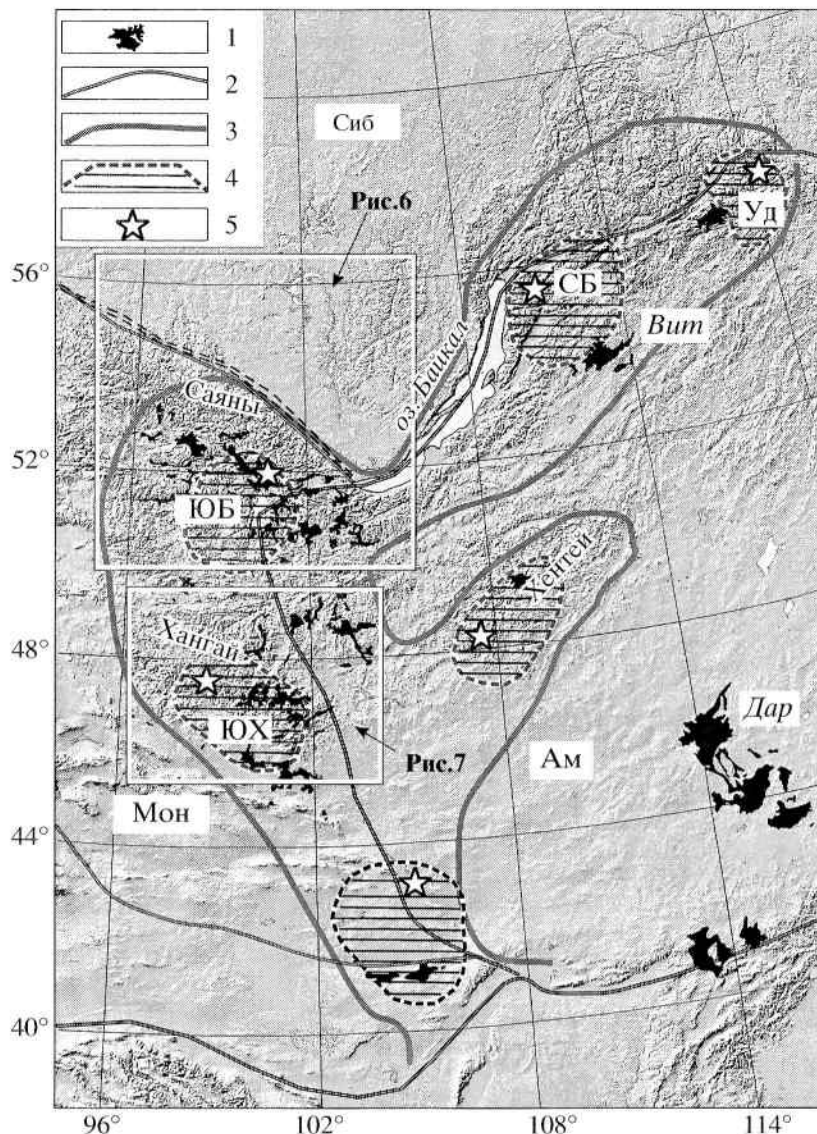 1
2
3
4
5
Сиб
Рис.6
Уд
56°
СБ
Вит
оз. Байкал
Саяны
52°
ЮБ
Хентей
Хангай
48°
ЮХ
Дар
Рис.7
Ам
Мон
44°
40°
96°
102°
108°
114°